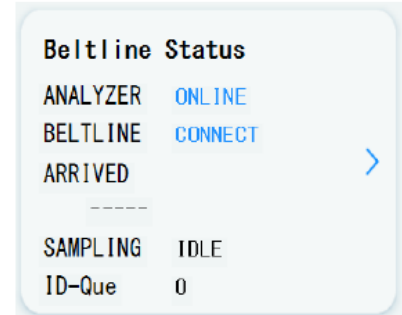 Beltline Status
ANALYZER ONLINE
BELTLINE CONNECT
ARRIVED
-----
SAMPLING IDLE
ID-Que 0